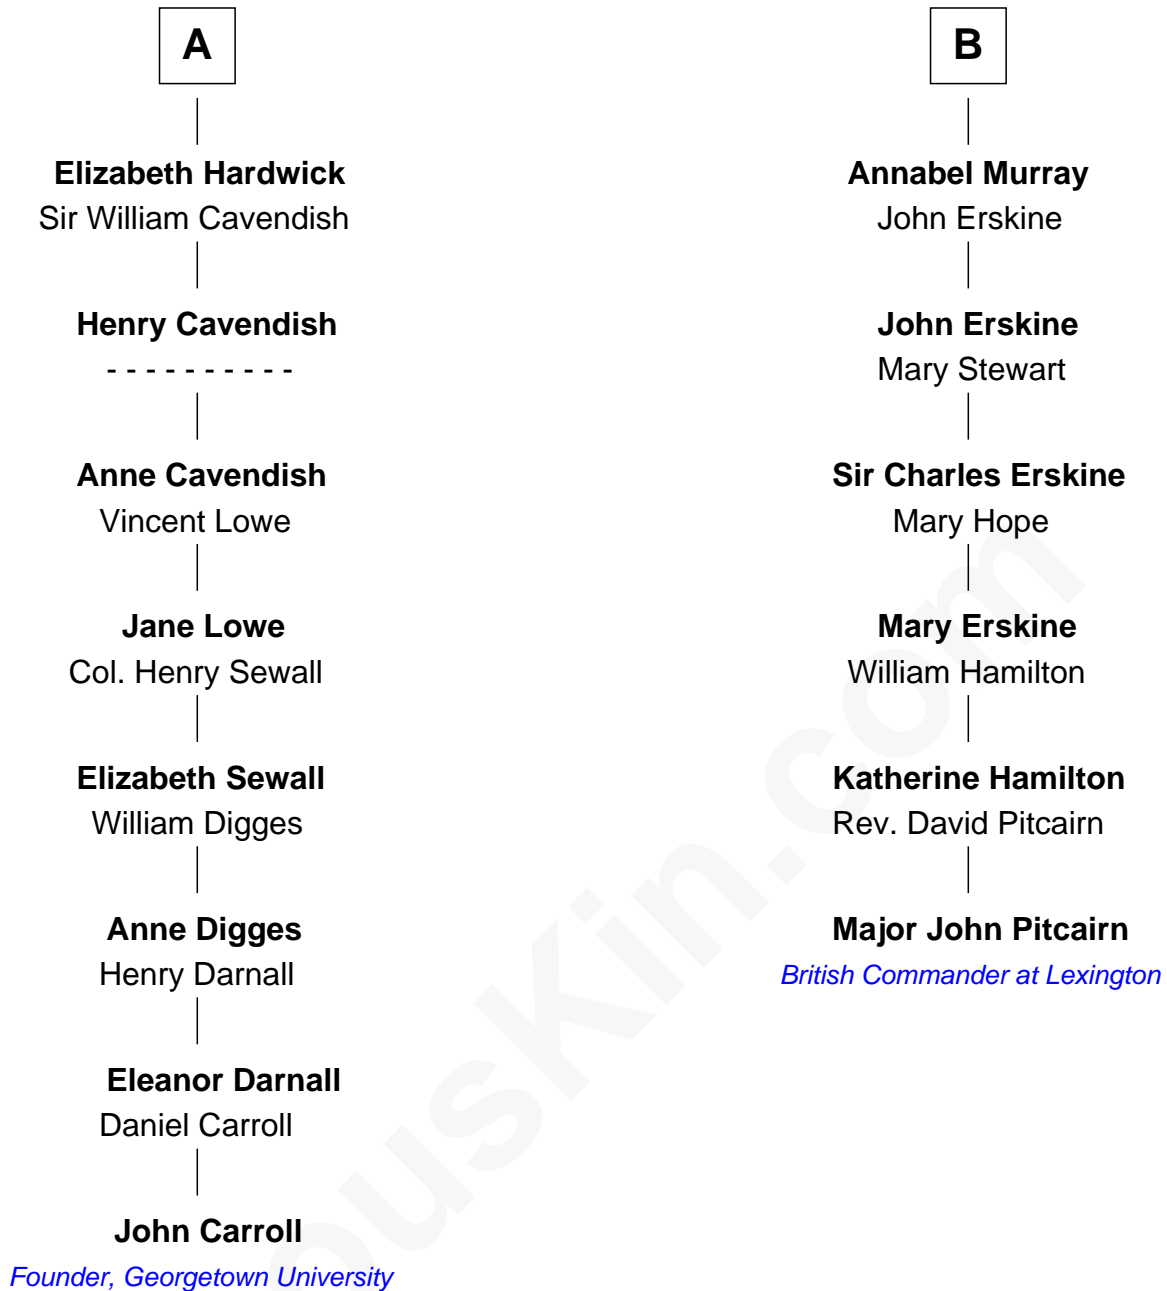 A
Elizabeth Hardwick
Sir William Cavendish
Henry Cavendish
- - - - - - - - - -
Anne Cavendish
Vincent Lowe
Jane Lowe
Col. Henry Sewall
Elizabeth Sewall
William Digges
Anne Digges
Henry Darnall
Eleanor Darnall
Daniel Carroll
John Carroll
Founder, Georgetown University
B
Annabel Murray
John Erskine
John Erskine
Mary Stewart
Sir Charles Erskine
Mary Hope
Mary Erskine
William Hamilton
Katherine Hamilton
Rev. David Pitcairn
Major John Pitcairn
British Commander at Lexington
ouskin.com